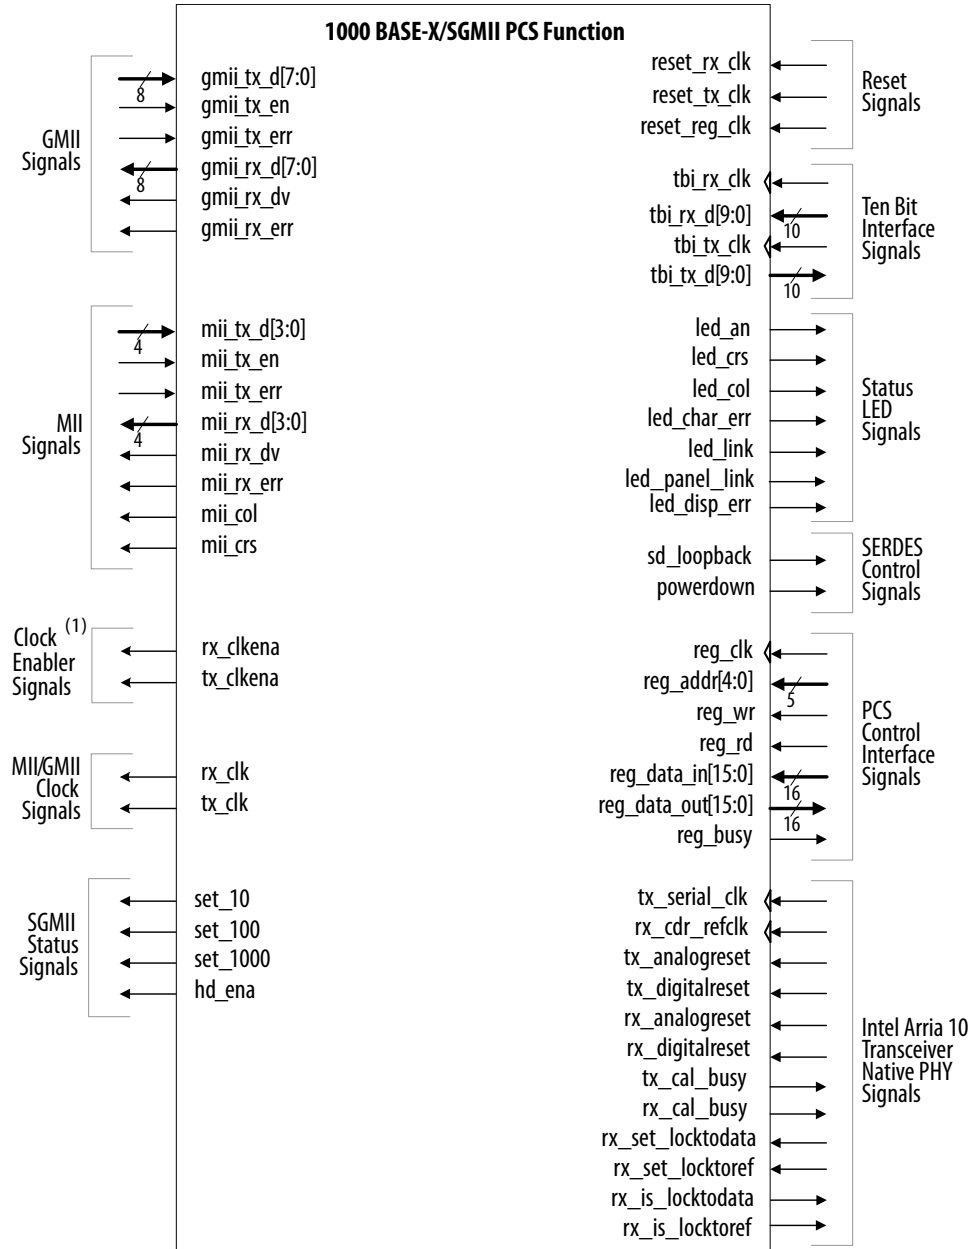 1000 BASE-X/SGMII PCS Function
GMII
Signals
gmii_tx_d[7:0]
8
gmii_tx_en
gmii_tx_err
gmii_rx_d[7:0]
8
gmii_rx_dv
gmii_rx_err
MII
Signals
mii_tx_d[3:0]
4
mii_tx_en
mii_tx_err
mii_rx_d[3:0]
4
mii_rx_dv
mii_rx_err
mii_col
mii_crs
Clock (1)
Enabler
Signals
rx_clkena
tx_clkena
MII/GMII
Clock
Signals
rx_clk
tx_clk
SGMII
Status
Signals
set_10
set_100
set_1000
hd_ena
reset_rx_clk
reset_tx_clk
reset_reg_clk
Reset
Signals
tbi_rx_clk
tbi_rx_d[9:0]
10
tbi_tx_clk
tbi_tx_d[9:0]
10
Ten Bit
Interface
Signals
led_an
led_crs
led_col
led_char_err
led_link
led_panel_link
led_disp_err
Status
LED
Signals
sd_loopback
powerdown
SERDES
Control
Signals
reg_clk
reg_addr[4:0]
5
reg_wr
reg_rd
reg_data_in[15:0]
16
reg_data_out[15:0]
16
reg_busy
PCS
Control
Interface
Signals
tx_serial_clk
rx_cdr_refclk
tx_analogreset
tx_digitalreset
rx_analogreset
rx_digitalreset
tx_cal_busy
rx_cal_busy
rx_set_locktodata
rx_set_locktoref
rx_is_locktodata
rx_is_locktoref
Intel Arria 10
Transceiver
Native PHY
Signals